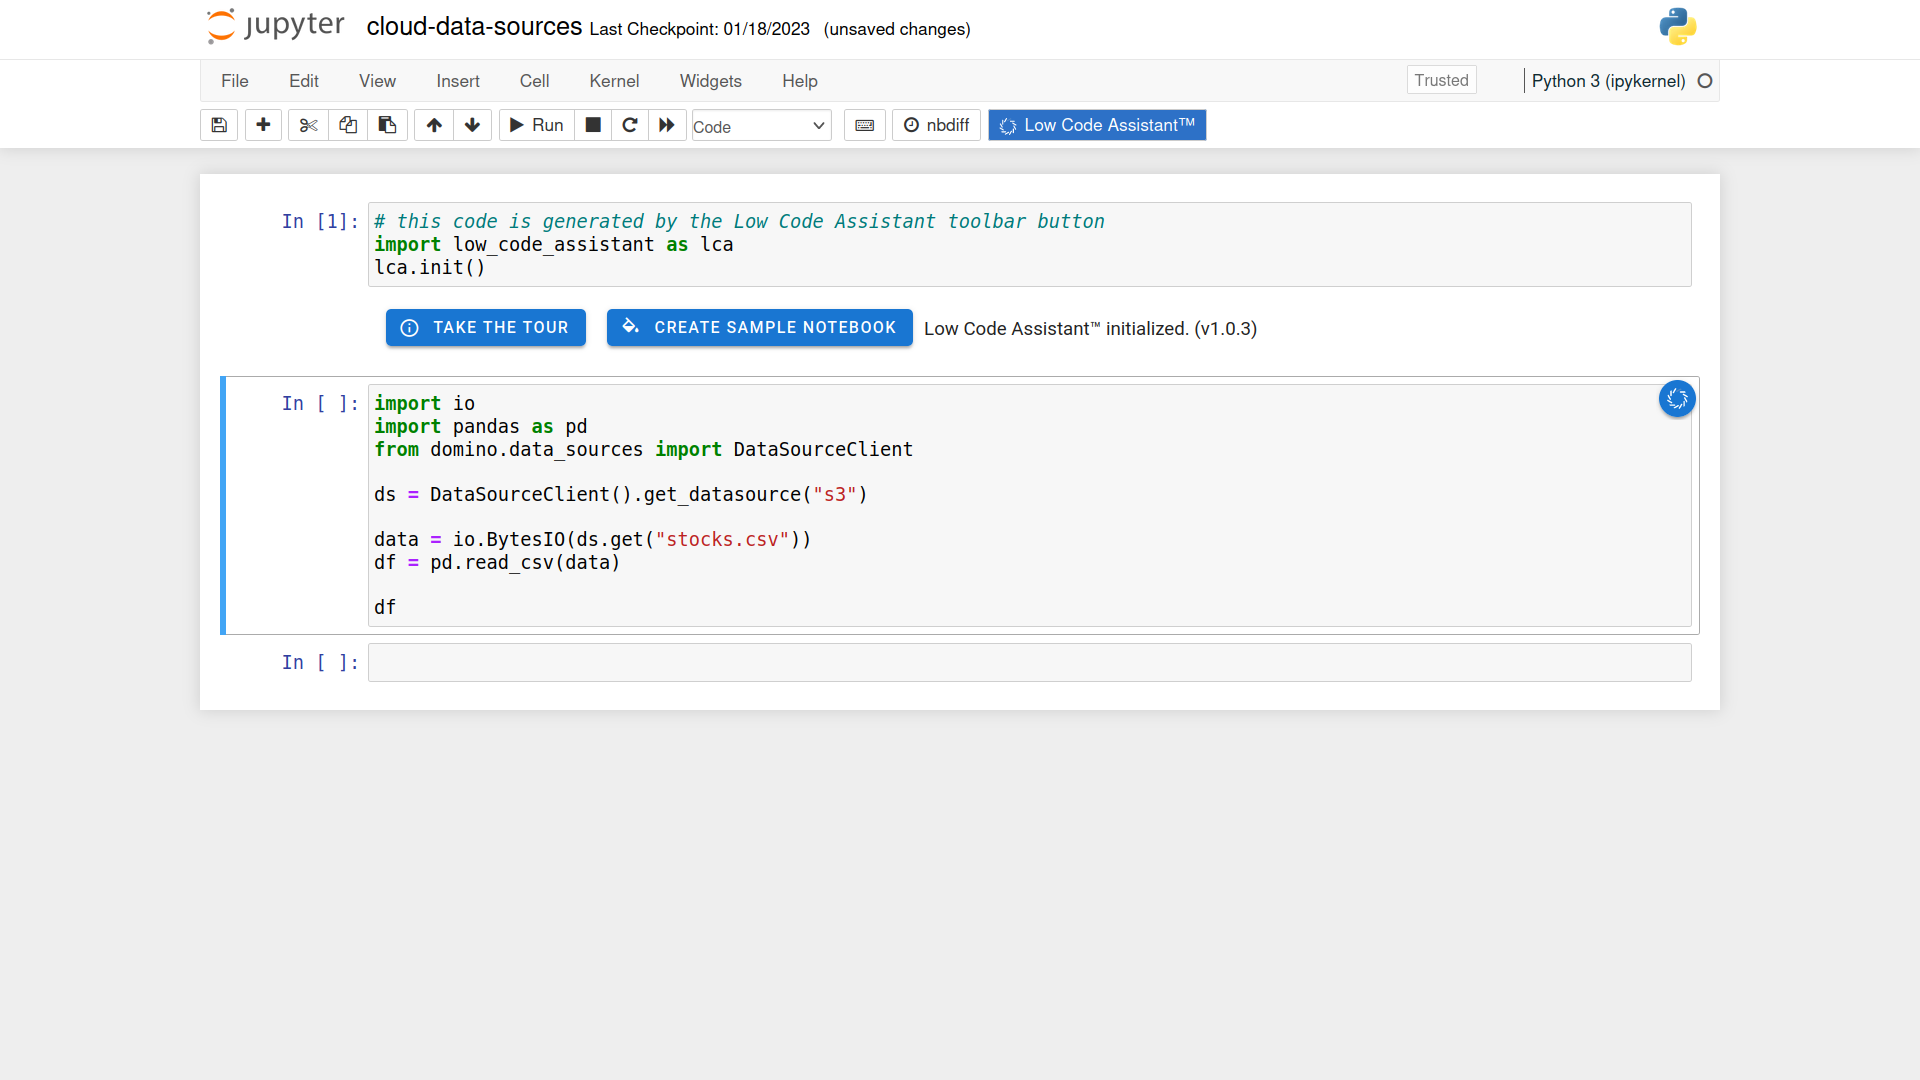 jupyter cloud-data-sources Last Checkpoint: 01/18/2023 (unsaved changes)
File Edit View Insert Cell Kernel Widgets Help Trusted Python 3 (ipykernel)
Run Code nbdiff Low Code Assistant™
In [1]: # this code is generated by the Low Code Assistant toolbar button
import low_code_assistant as lca
lca.init()
TAKE THE TOUR CREATE SAMPLE NOTEBOOK Low Code Assistant™ initialized. (v1.0.3)
In [ ]: import io
import pandas as pd
from domino.data_sources import DataSourceClient
ds = DataSourceClient().get_datasource("s3")
data = io.BytesIO(ds.get("stocks.csv"))
df = pd.read_csv(data)
df
In [ ]: